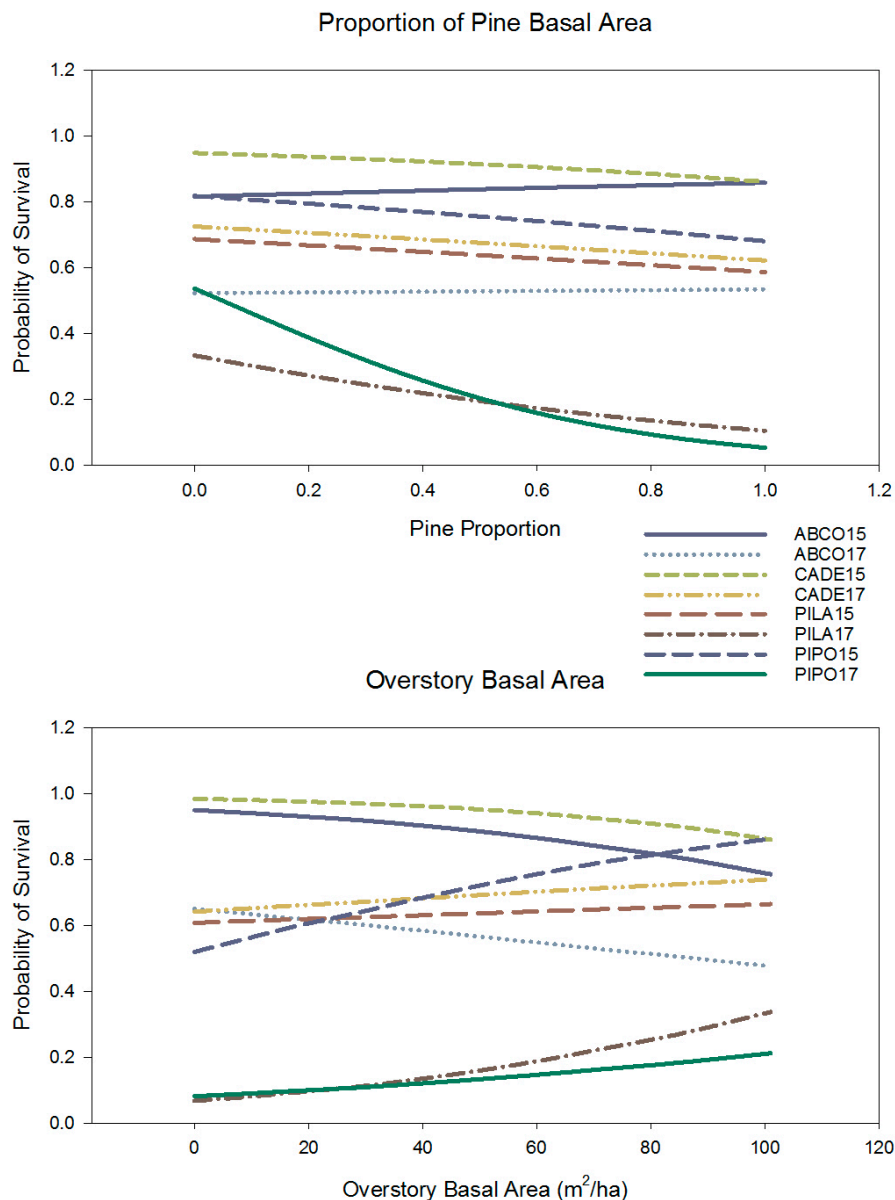 Proportion of Pine Basal Area
1.2
1.0
0.8
0.6
0.4
0.2
0.0
Probability of Survival
0.0 0.2 0.4 0.6 0.8 1.0 1.2
Pine Proportion
ABCO15
ABCO17
CADE15
CADE17
PILA15
PILA17
PIPO15
PIPO17
Overstory Basal Area
1.2
1.0
0.8
0.6
0.4
0.2
0.0
Probability of Survival
0 20 40 60 80 100 120
Overstory Basal Area (m²/ha)